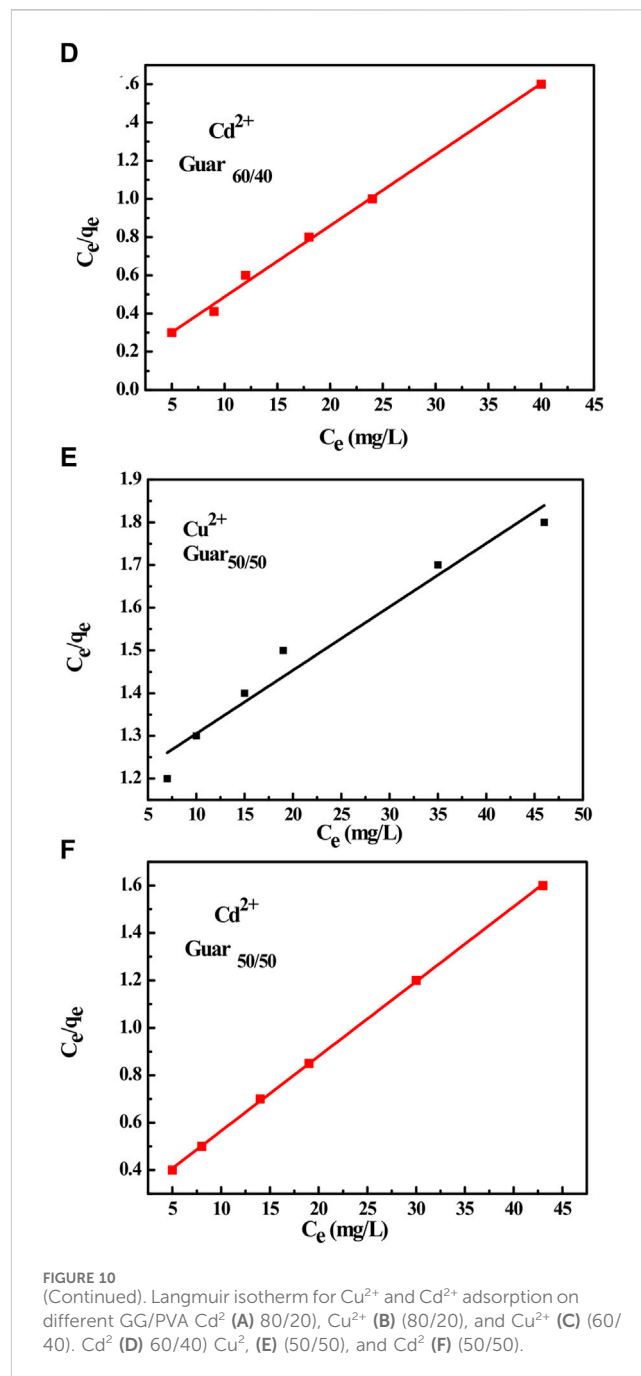 D
.6
.4
1.2
1.0
0.8
0.6
0.4
0.2
0.0
Cd2+
Guar 60/40
Ce/qe
5 10 15 20 25 30 35 40 45
Ce (mg/L)
E
1.9
1.8
1.7
1.6
1.5
1.4
1.3
1.2
Cu2+
Guar50/50
Ce/qe
5 10 15 20 25 30 35 40 45 50
Ce (mg/L)
F
1.6
1.4
1.2
1.0
0.8
0.6
0.4
Cd2+
Guar 50/50
Ce/qe
5 10 15 20 25 30 35 40 45
Ce (mg/L)
FIGURE 10
(Continued). Langmuir isotherm for Cu2+ and Cd2+ adsorption on
different GG/PVA Cd2 (A) 80/20), Cu2+ (B) (80/20), and Cu2+ (C) (60/
40). Cd2 (D) 60/40) Cu2, (E) (50/50), and Cd2 (F) (50/50).